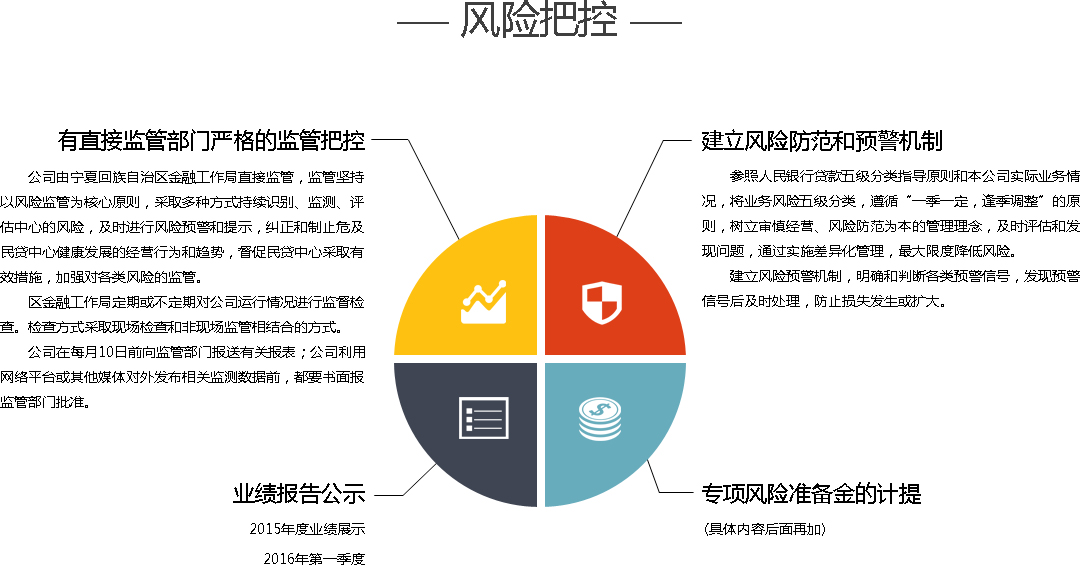 风险把控
有直接监管部门严格的监管把控
公司由宁夏回族自治区金融工作局直接监管，监管坚持
以风险监管为核心原则，采取多种方式持续识别、监测、评
估中心的风险，及时进行风险预警和提示，纠正和制止危及
民贷中心健康发展的经营行为和趋势，督促民贷中心采取有
效措施，加强对各类风险的监管。
区金融工作局定期或不定期对公司运行情况进行监督检
查。检查方式采取现场检查和非现场监管相结合的方式。
公司在每月10日前向监管部门报送有关报表；公司利用
网络平台或其他媒体对外发布相关监测数据前，都要书面报
监管部门批准。
建立风险防范和预警机制
参照人民银行贷款五级分类指导原则和本公司实际业务情
况，将业务风险五级分类，遵循“一季一定，逢季调整”的原
则，树立审慎经营、风险防范为本的管理理念，及时评估和发
现问题，通过实施差异化管理，最大限度降低风险。
建立风险预警机制，明确和判断各类预警信号，发现预警
信号后及时处理，防止损失发生或扩大。
业绩报告公示
2015年度业绩展示
2016年第一季度
专项风险准备金的计提
(具体内容后面再加)